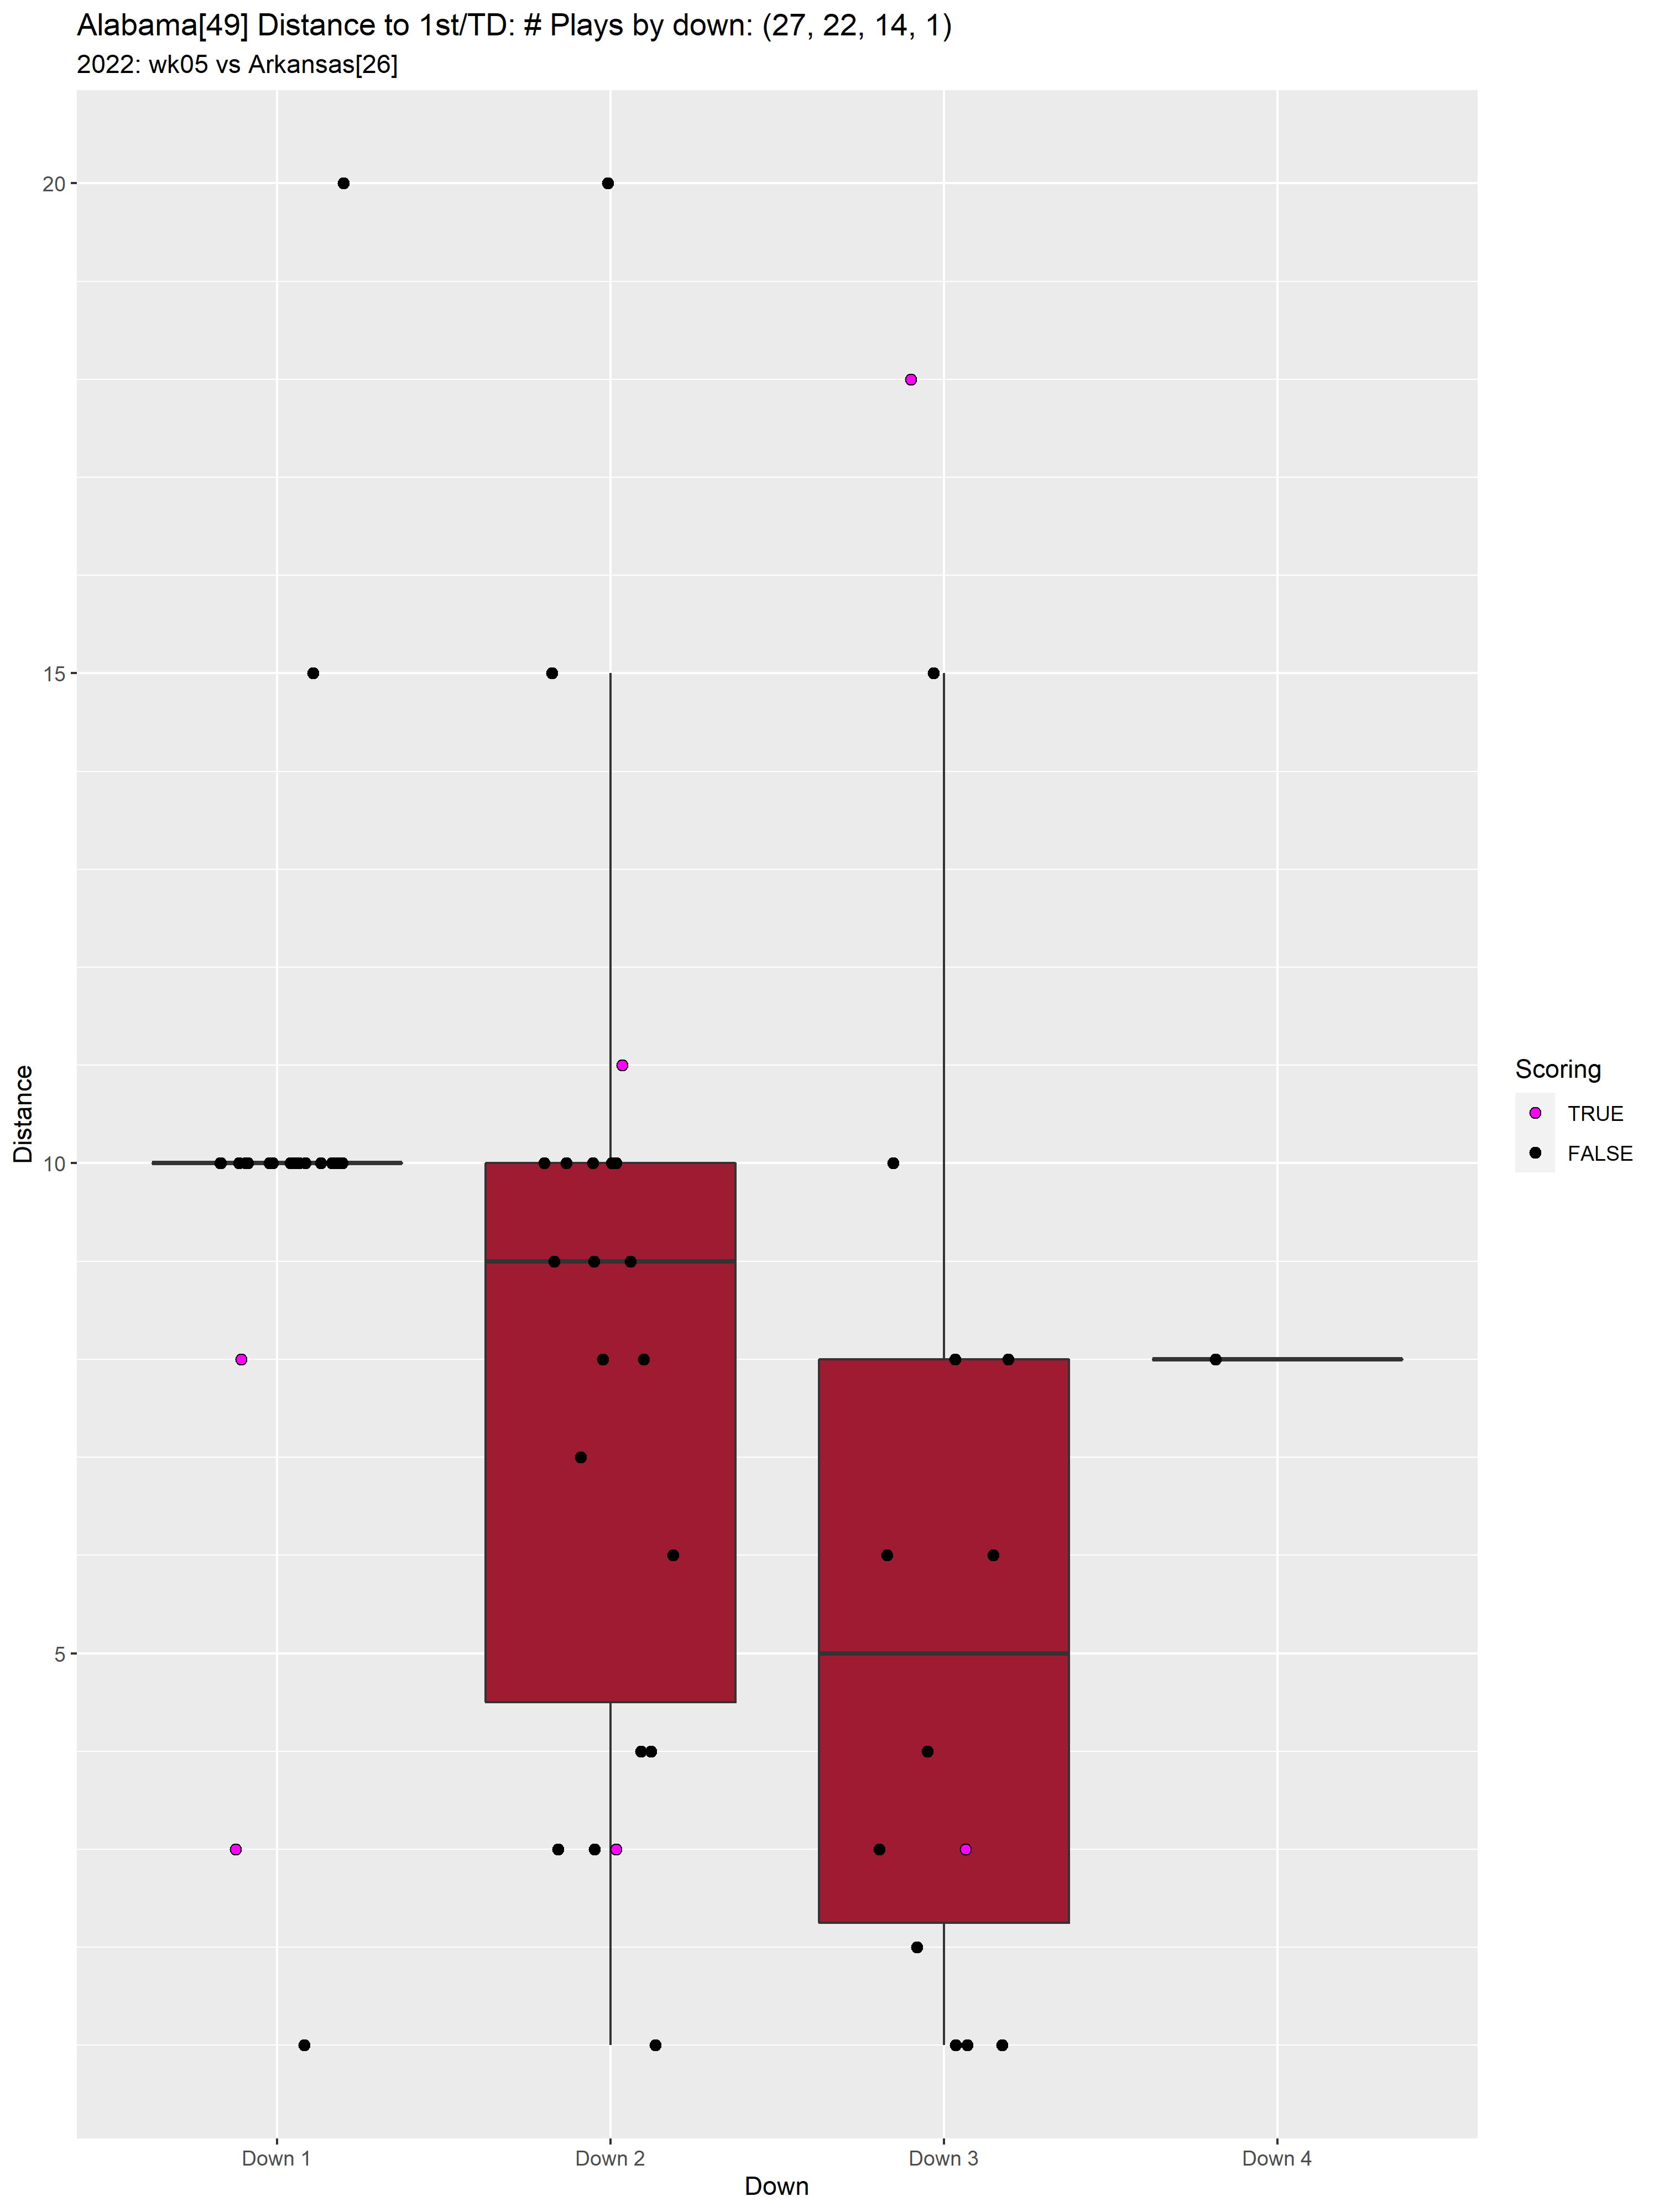 Alabama[49] Distance to 1st/TD: # Plays by down: (27, 22, 14, 1)
2022: wk05 vs Arkansas[26]
20
15
10
5
Distance
Down 1
Down 2
Down 3
Down 4
Down
Scoring
TRUE
FALSE